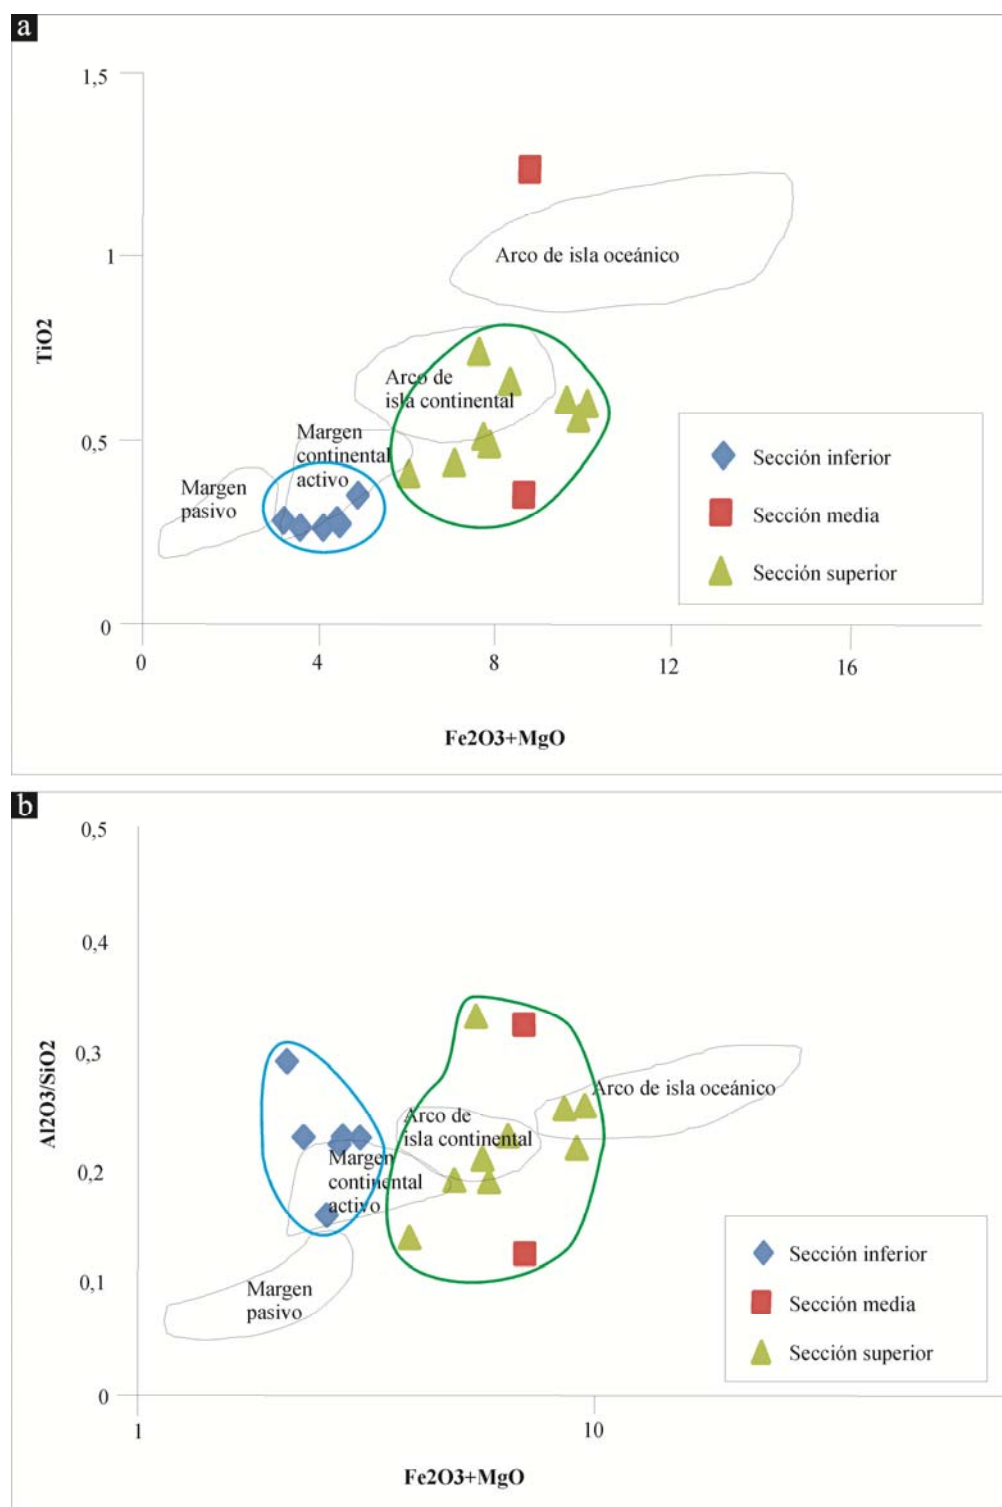 a
1,5
1
0,5
0
TiO2
Arco de isla oceánico
Arco de
isla continental
Margen
continental
activo
Margen
pasivo
Sección inferior
Sección media
Sección superior
0 4 8 12 16
Fe2O3+MgO
b
0,5
0,4
0,3
0,2
0,1
0
Al2O3/SiO2
Arco de isla oceánico
Arco de
isla continental
Margen
continental
activo
Margen
pasivo
Sección inferior
Sección media
Sección superior
1 10
Fe2O3+MgO